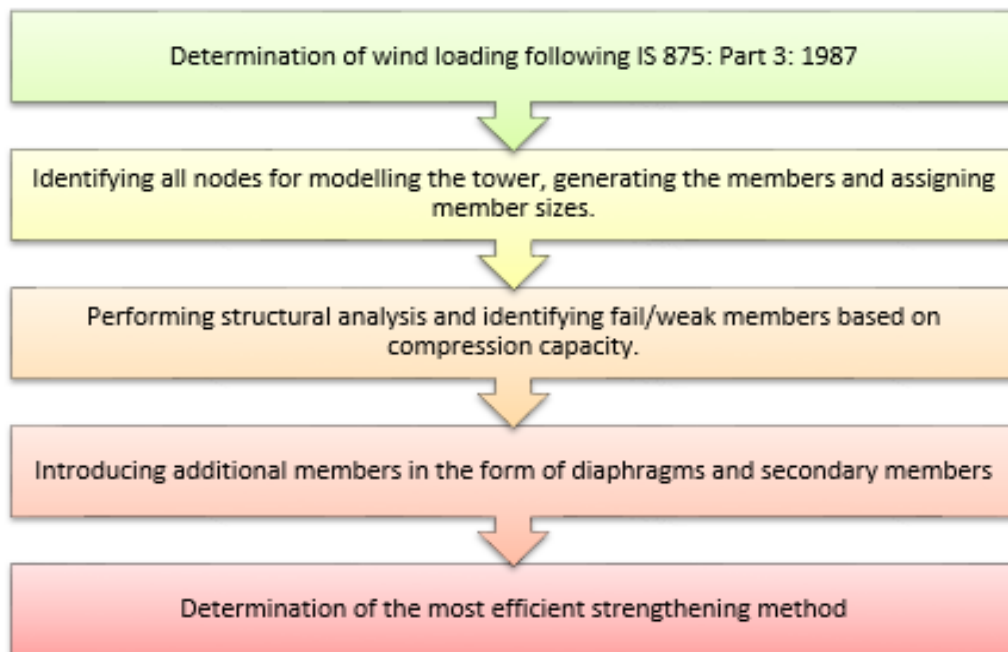 Determination of wind loading following IS 875: Part 3: 1987
Identifying all nodes for modelling the tower, generating the members and assigning
member sizes.
Performing structural analysis and identifying fail/weak members based on
compression capacity.
Introducing additional members in the form of diaphragms and secondary members
Determination of the most efficient strengthening method